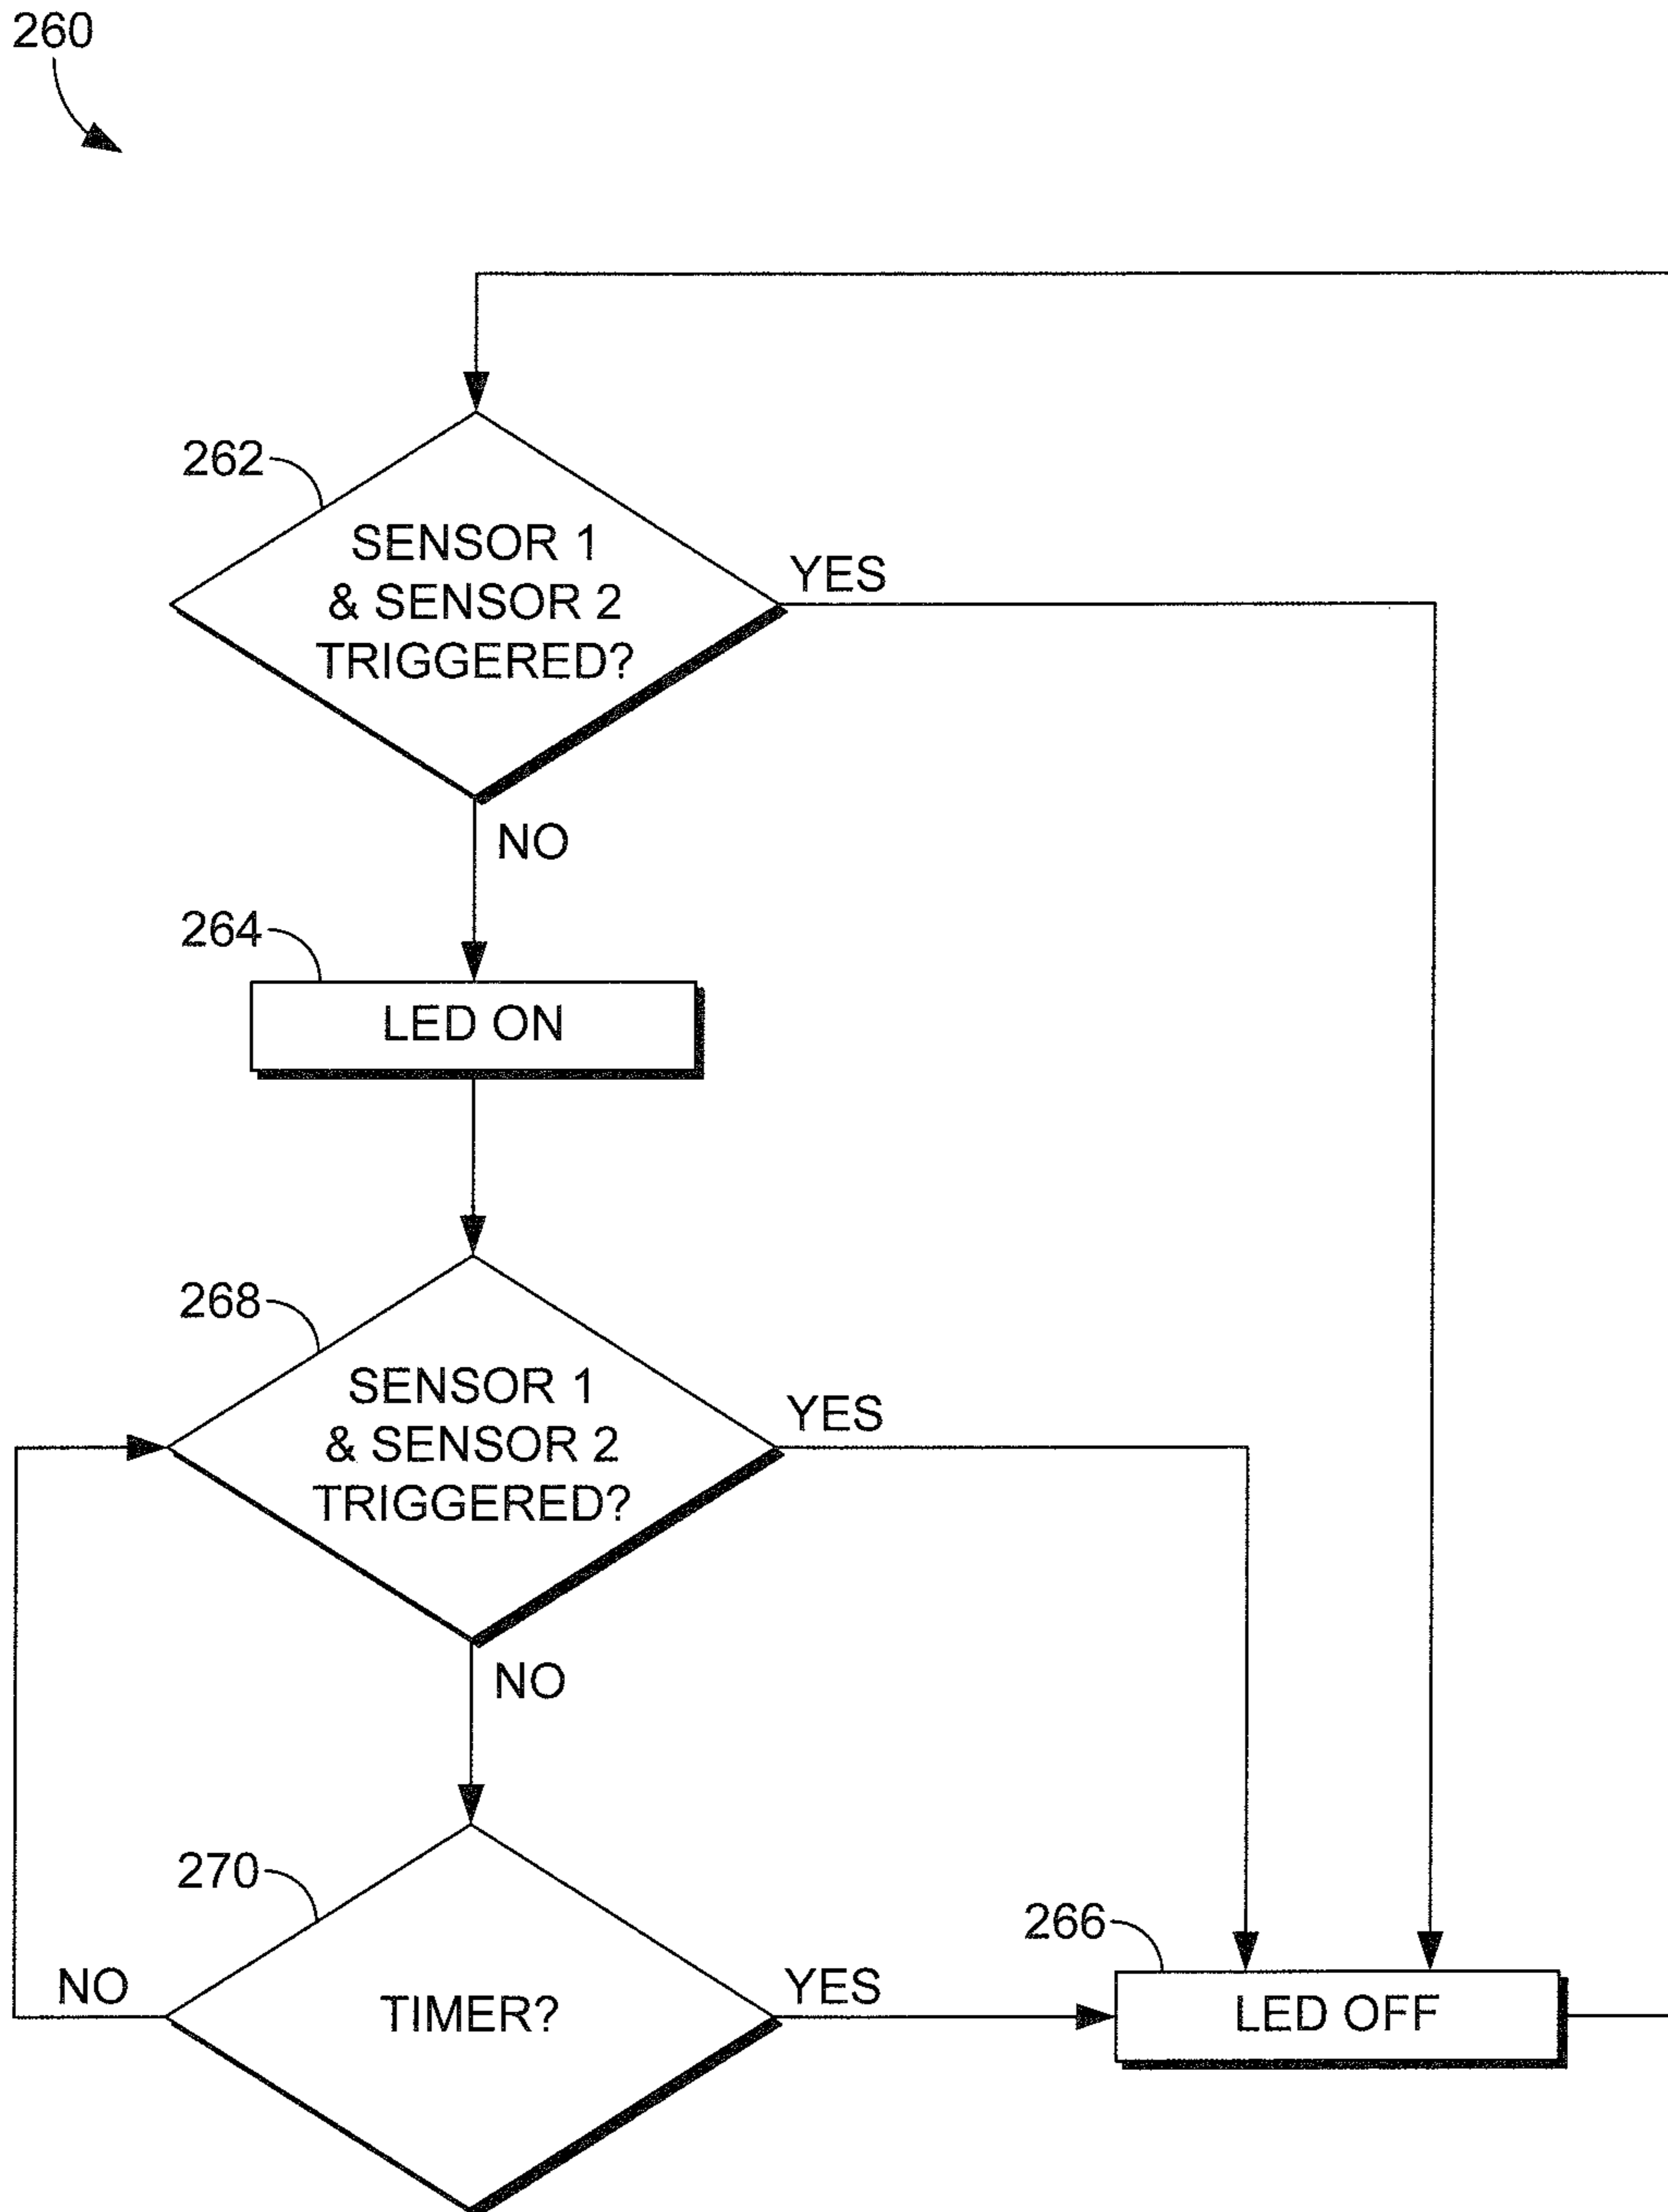 260
262
SENSOR 1
& SENSOR 2
TRIGGERED?
YES
NO
264
LED ON
268
SENSOR 1
& SENSOR 2
TRIGGERED?
YES
NO
270
TIMER?
NO
YES
266
LED OFF